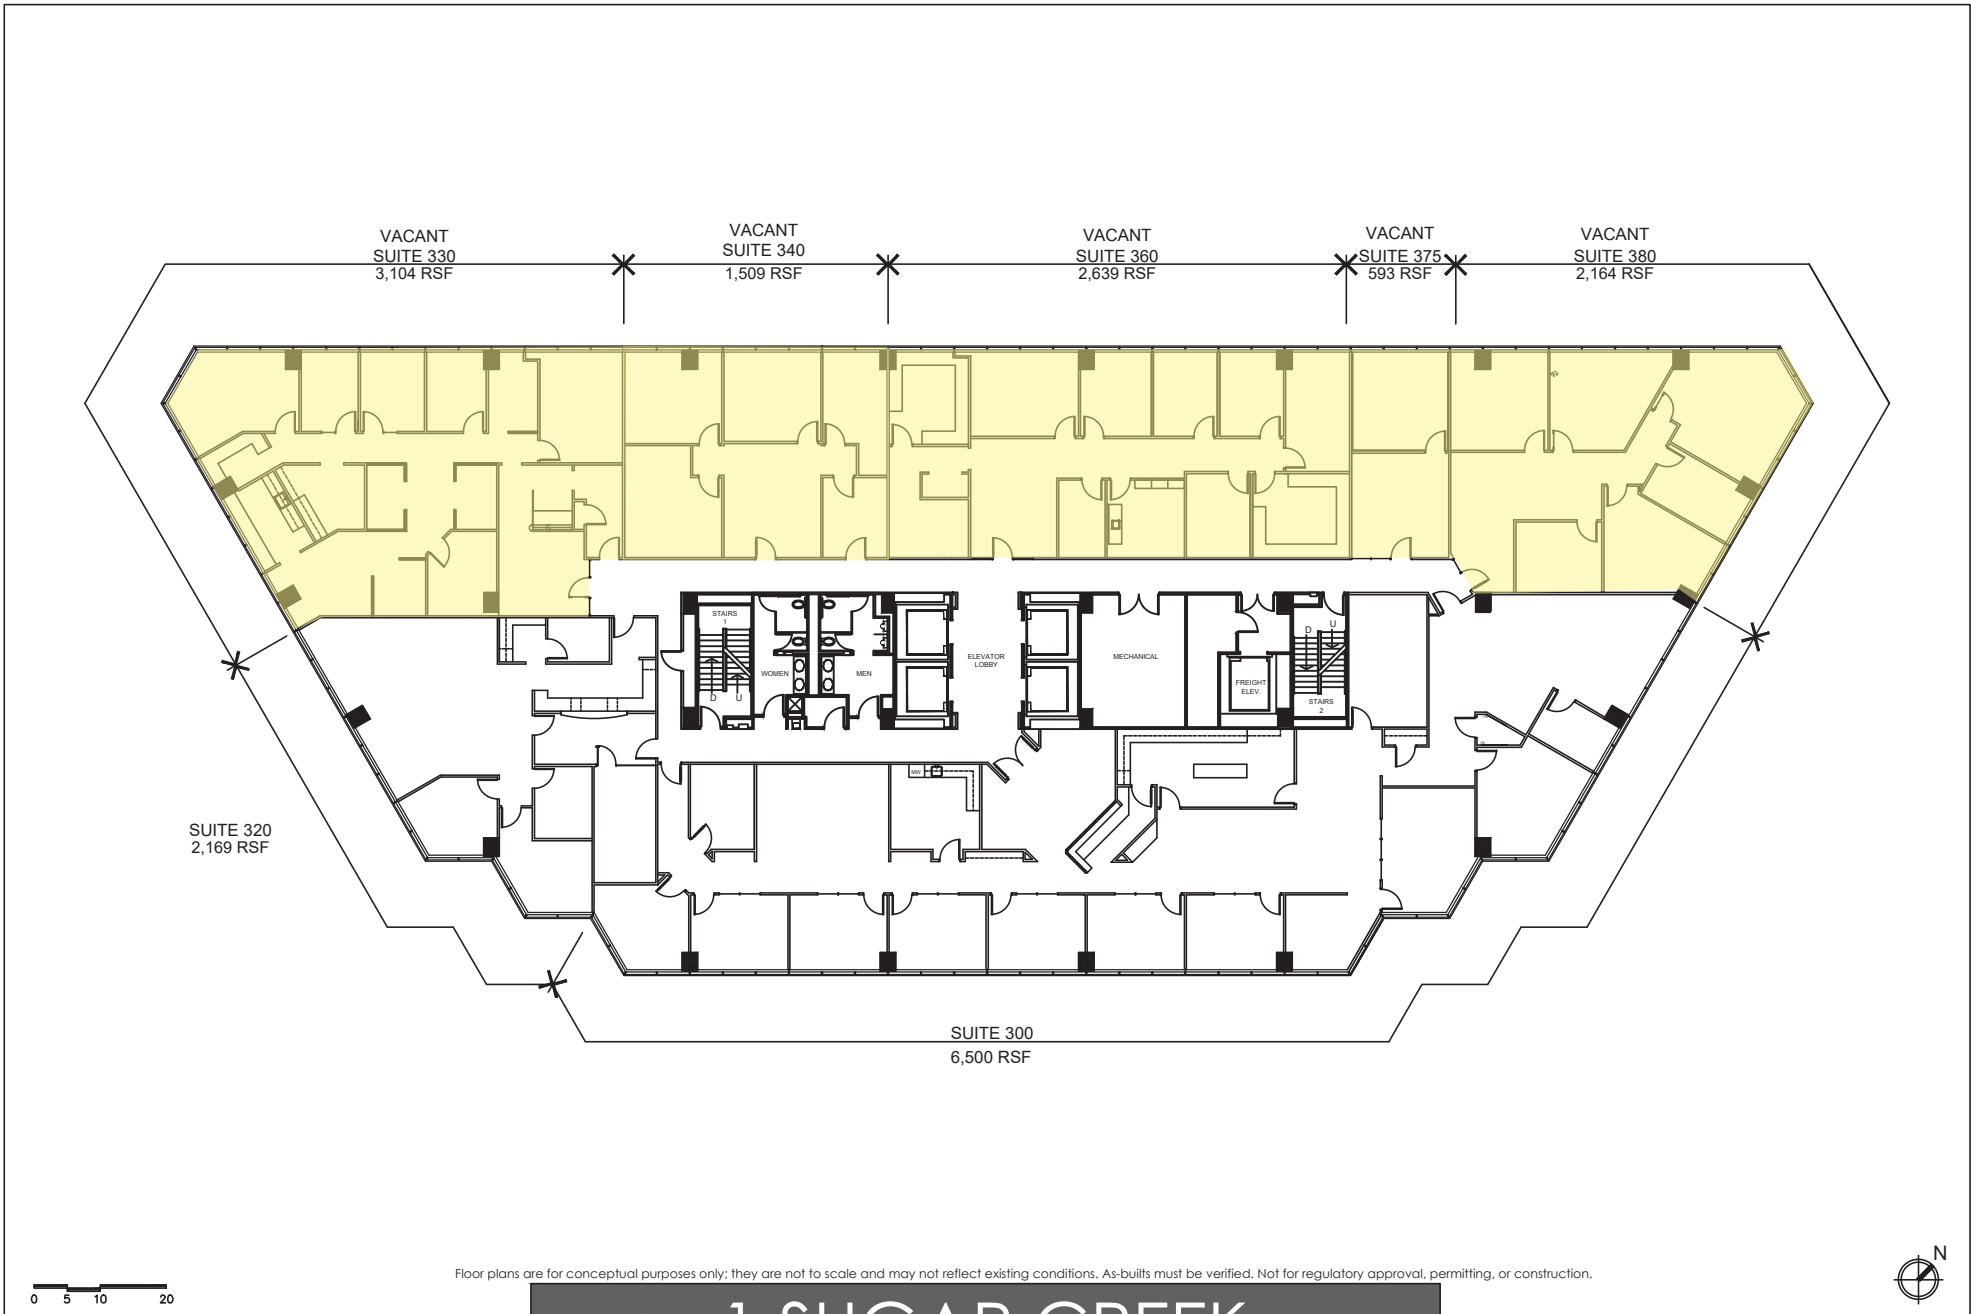 VACANT
SUITE 330
3,104 RSF
VACANT
SUITE 340
1,509 RSF
VACANT
SUITE 360
2,639 RSF
VACANT
SUITE 375
593 RSF
VACANT
SUITE 380
2,164 RSF
STAIRS
1
D
U
WOMEN
MEN
ELEVATOR
LOBBY
MECHANICAL
FREIGHT
ELEV.
D
U
STAIRS
2
MW
SUITE 320
2,169 RSF
SUITE 300
6,500 RSF
Floor plans are for conceptual purposes only; they are not to scale and may not reflect existing conditions. As-builts must be verified. Not for regulatory approval, permitting, or construction.
0 5 10 20
N
1 SUGAR CREEK